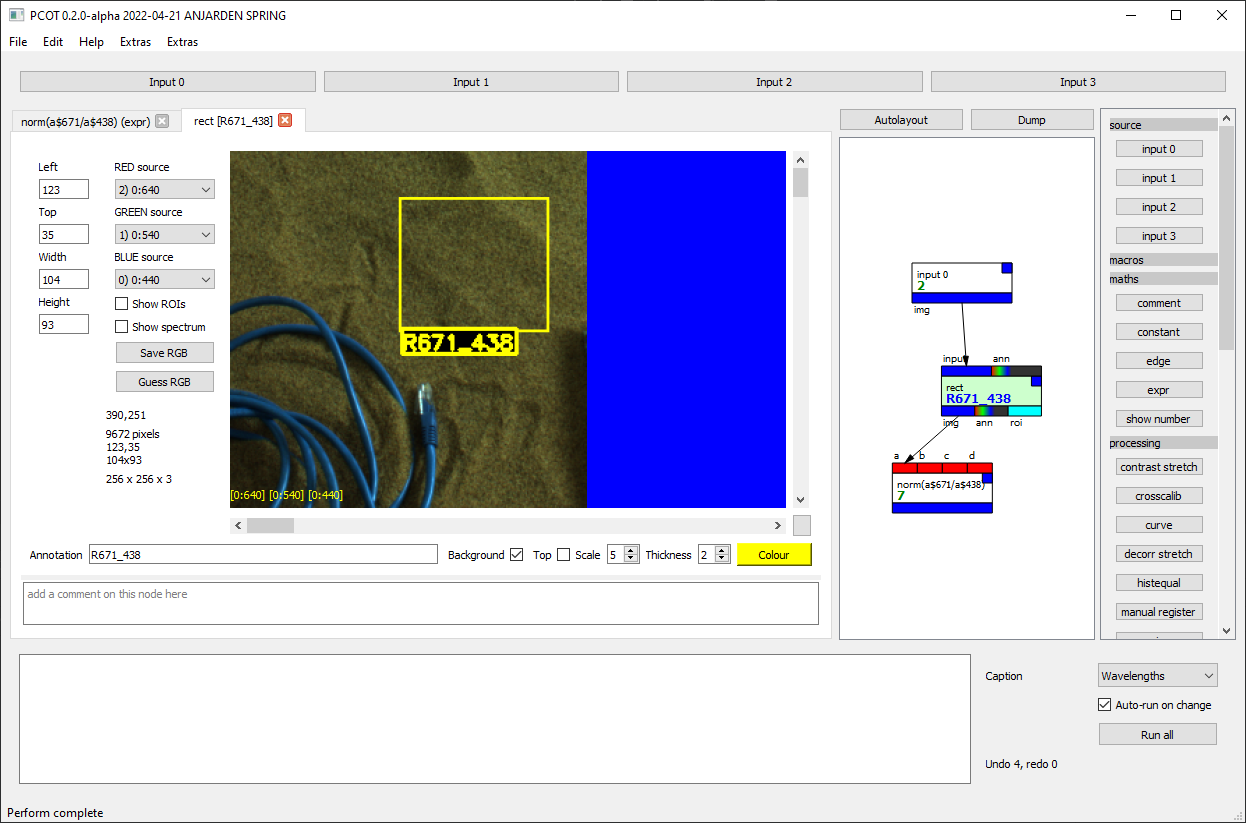 PCOT 0.2.0-alpha 2022-04-21 ANJARDEN SPRING
File Edit Help Extras Extras
Input 0 Input 1 Input 2 Input 3
norm(a$671/a$438) (expr)
rect [R671_438]
Left
123
Top
35
Width
104
Height
93
RED source
2) 0:640
GREEN source
1) 0:540
BLUE source
0) 0:440
Show ROIs
Show spectrum
Save RGB
Guess RGB
390,251
9672 pixels
123,35
104x93
256 x 256 x 3
R671_438
[0:640] [0:540] [0:440]
Annotation R671_438 Background Top Scale 5 Thickness 2 Colour
add a comment on this node here
Autolayout Dump
input 0
2
img
input ann
rect
R671_438
img ann roi
a b c d
norm(a$671/a$438)
7
source
input 0
input 1
input 2
input 3
macros
maths
comment
constant
edge
expr
show number
processing
contrast stretch
crosscalib
curve
decorr stretch
histequal
manual register
Caption Wavelengths
Auto-run on change
Run all
Undo 4, redo 0
Perform complete